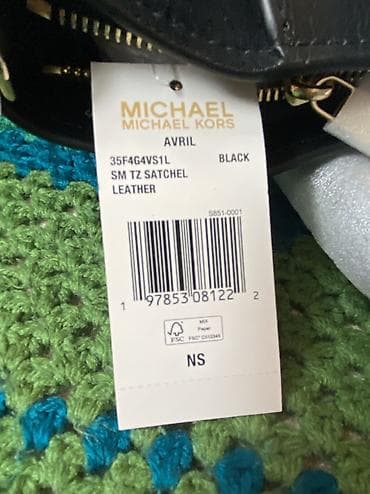 MICHAEL
MICHAEL KORS
AVRIL
35F4G4VS1L BLACK
SM TZ SATCHEL
LEATHER
S851-0001
1 97853 08122 2
MIX
Paper
FSC
NS